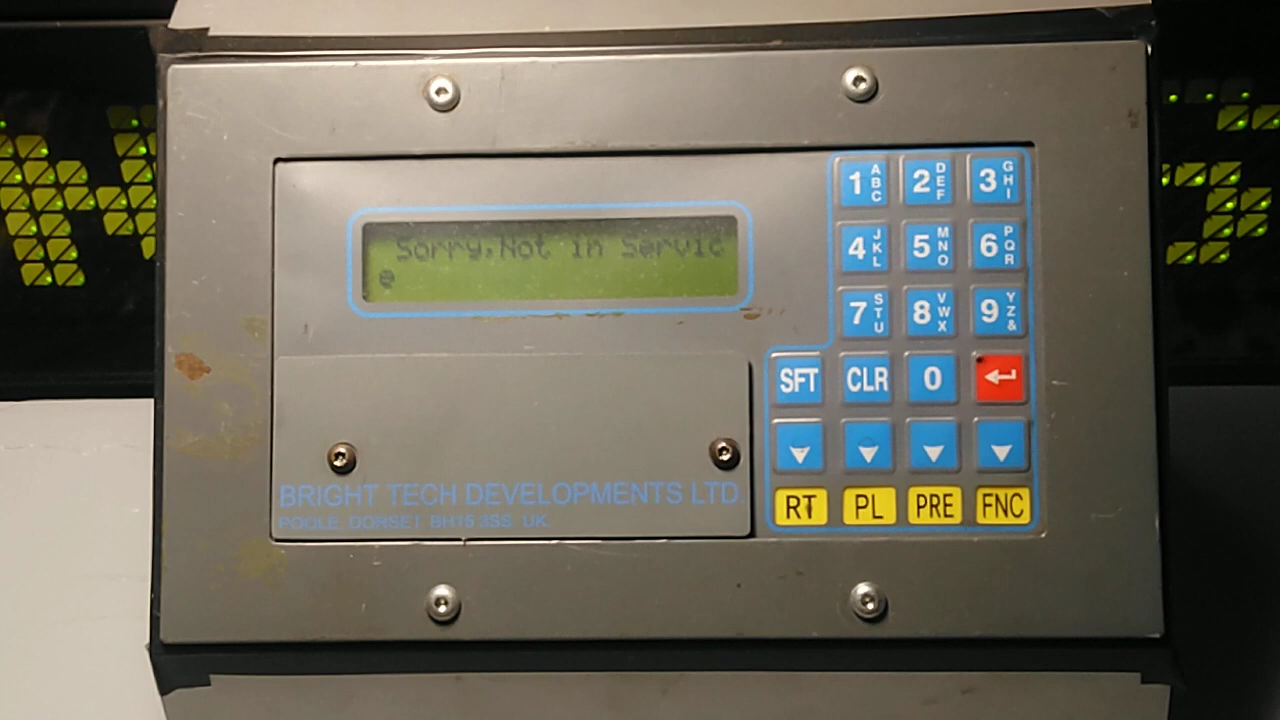 Sorry,Not in Servic
e
1 ABC 2 DEF 3 GHI
4 JKL 5 MNO 6 PQR
7 STU 8 VWX 9 YZ&
SFT CLR 0
RT PL PRE FNC
BRIGHT TECH DEVELOPMENTS LTD.
POOLE, DORSET BH15 3SS. UK.